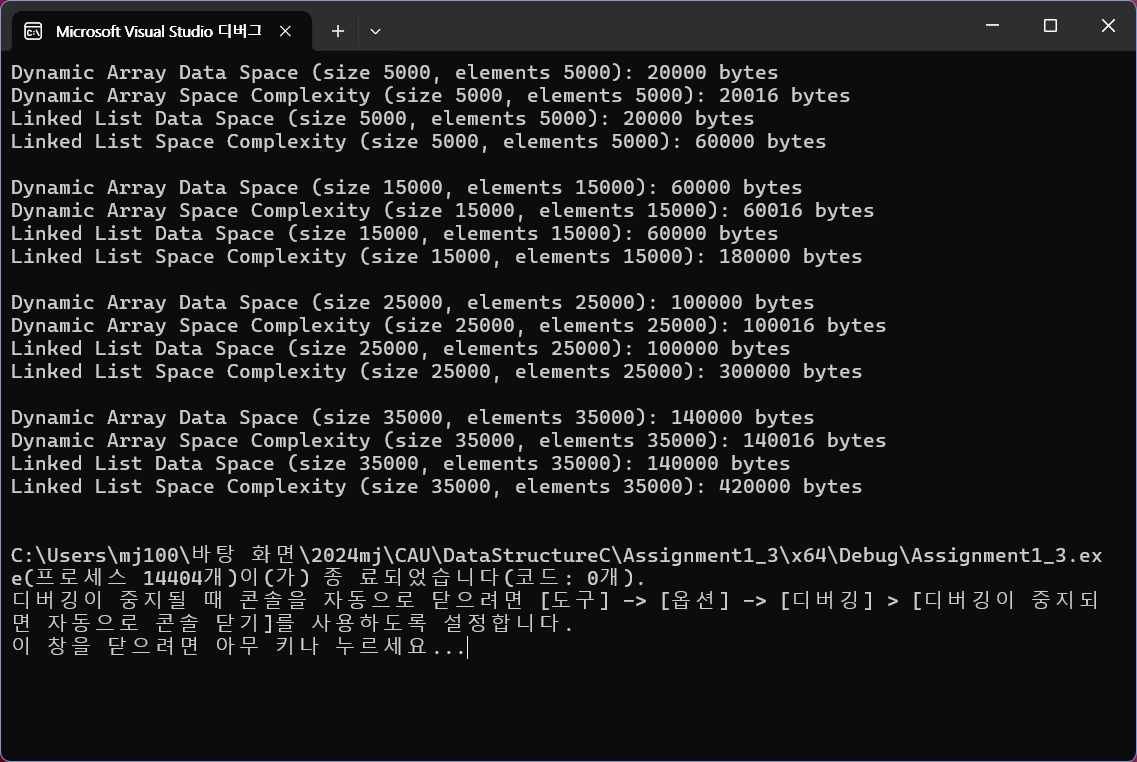 Microsoft Visual Studio 디버그
Dynamic Array Data Space (size 5000, elements 5000): 20000 bytes
Dynamic Array Space Complexity (size 5000, elements 5000): 20016 bytes
Linked List Data Space (size 5000, elements 5000): 20000 bytes
Linked List Space Complexity (size 5000, elements 5000): 60000 bytes
Dynamic Array Data Space (size 15000, elements 15000): 60000 bytes
Dynamic Array Space Complexity (size 15000, elements 15000): 60016 bytes
Linked List Data Space (size 15000, elements 15000): 60000 bytes
Linked List Space Complexity (size 15000, elements 15000): 180000 bytes
Dynamic Array Data Space (size 25000, elements 25000): 100000 bytes
Dynamic Array Space Complexity (size 25000, elements 25000): 100016 bytes
Linked List Data Space (size 25000, elements 25000): 100000 bytes
Linked List Space Complexity (size 25000, elements 25000): 300000 bytes
Dynamic Array Data Space (size 35000, elements 35000): 140000 bytes
Dynamic Array Space Complexity (size 35000, elements 35000): 140016 bytes
Linked List Data Space (size 35000, elements 35000): 140000 bytes
Linked List Space Complexity (size 35000, elements 35000): 420000 bytes
C:\Users\mj100\바탕 화면\2024mj\CAU\DataStructureC\Assignment1_3\x64\Debug\Assignment1_3.ex
e(프로세스 14404개)이(가) 종료되었습니다(코드: 0개).
디버깅이 중지될 때 콘솔을 자동으로 닫으려면 [도구] -> [옵션] -> [디버깅] > [디버깅이 중지되
면 자동으로 콘솔 닫기]를 사용하도록 설정합니다.
이 창을 닫으려면 아무 키나 누르세요...